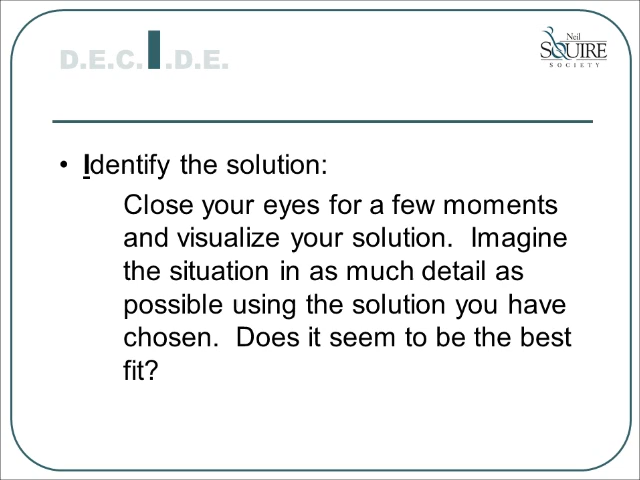 D.E.C.I.D.E.
Neil
SQUIRE
SOCIETY
• Identify the solution:
Close your eyes for a few moments
and visualize your solution.  Imagine
the situation in as much detail as
possible using the solution you have
chosen.  Does it seem to be the best
fit?